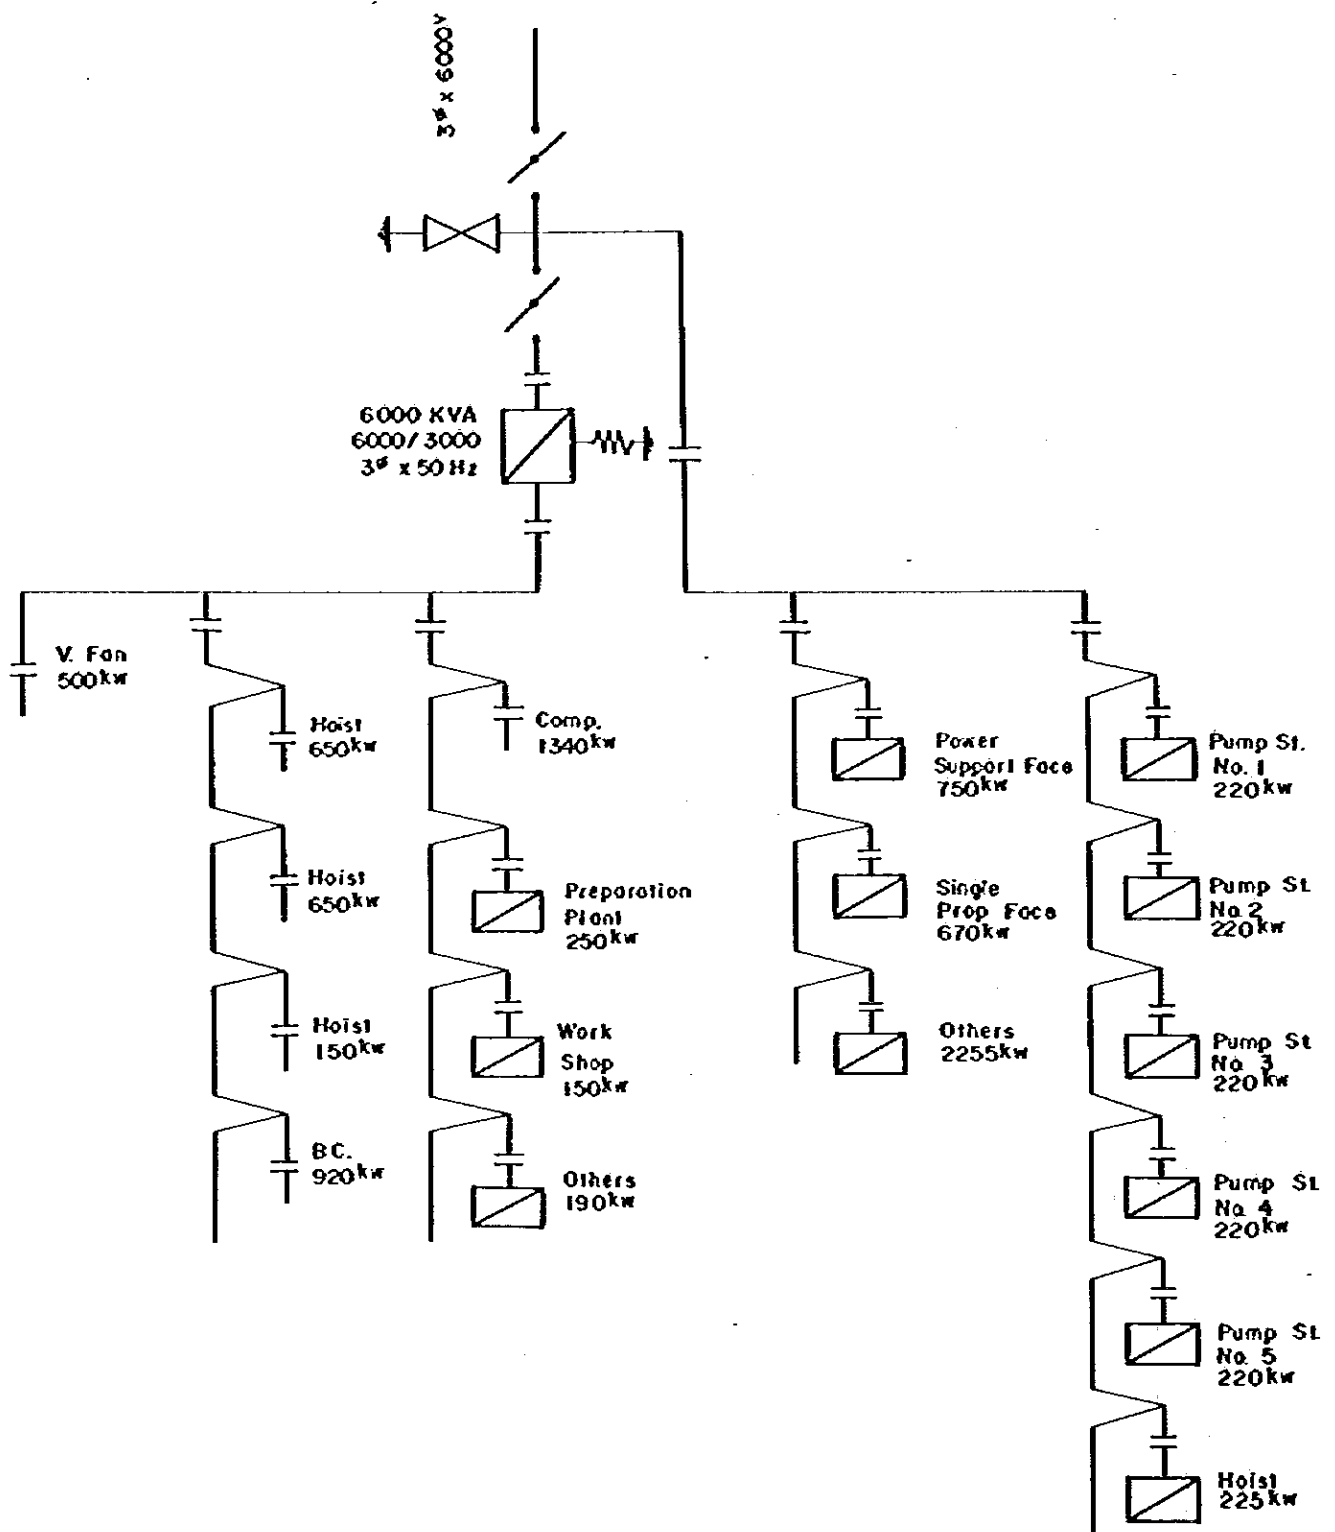 3ø x 6000V
6000 KVA
6000/3000
3ø x 50 Hz
V. Fan
500kw
Hoist
650kw
Hoist
650kw
Hoist
150kw
B.C.
920kw
Comp.
1340kw
Preparation
Plant
250kw
Work
Shop
150kw
Others
190kw
Power
Support Face
750kw
Single
Prop Face
670kw
Others
2255kw
Pump St.
No. 1
220kw
Pump St.
No. 2
220kw
Pump St
No. 3
220kw
Pump St.
No. 4
220kw
Pump St.
No. 5
220kw
Hoist
225kw